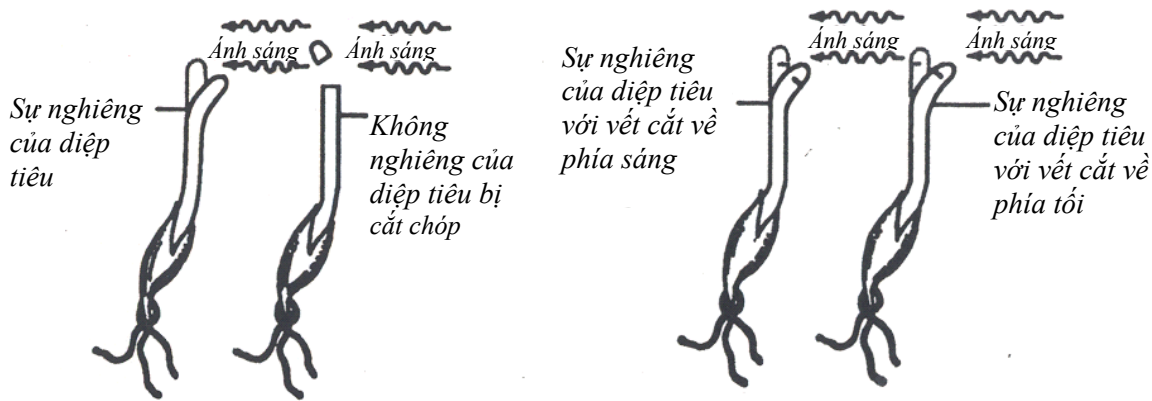 Ánh sáng
Ánh sáng
Sự nghiêng
của diệp
tiêu
Không
nghiêng của
diệp tiêu bị
cắt chóp
Ánh sáng
Ánh sáng
Sự nghiêng
của diệp tiêu
với vết cắt về
phía sáng
Sự nghiêng
của diệp tiêu
với vết cắt về
phía tối